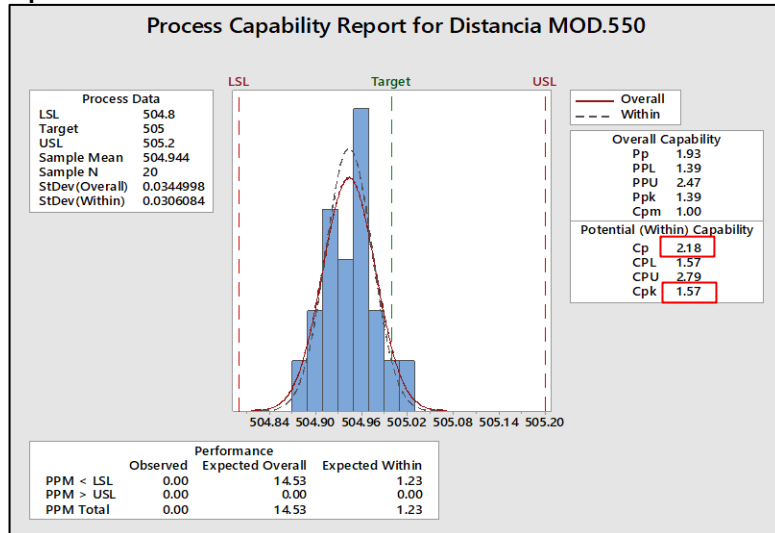 Process Capability Report for Distancia MOD.550
LSL Target USL
Process Data
LSL 504.8
Target 505
USL 505.2
Sample Mean 504.944
Sample N 20
StDev(Overall) 0.0344998
StDev(Within) 0.0306084
Overall
Within
Overall Capability
Pp 1.93
PPL 1.39
PPU 2.47
Ppk 1.39
Cpm 1.00
Potential (Within) Capability
Cp 2.18
CPL 1.57
CPU 2.79
Cpk 1.57
504.84 504.90 504.96 505.02 505.08 505.14 505.20
Performance
Observed Expected Overall Expected Within
PPM < LSL 0.00 14.53 1.23
PPM > USL 0.00 0.00 0.00
PPM Total 0.00 14.53 1.23